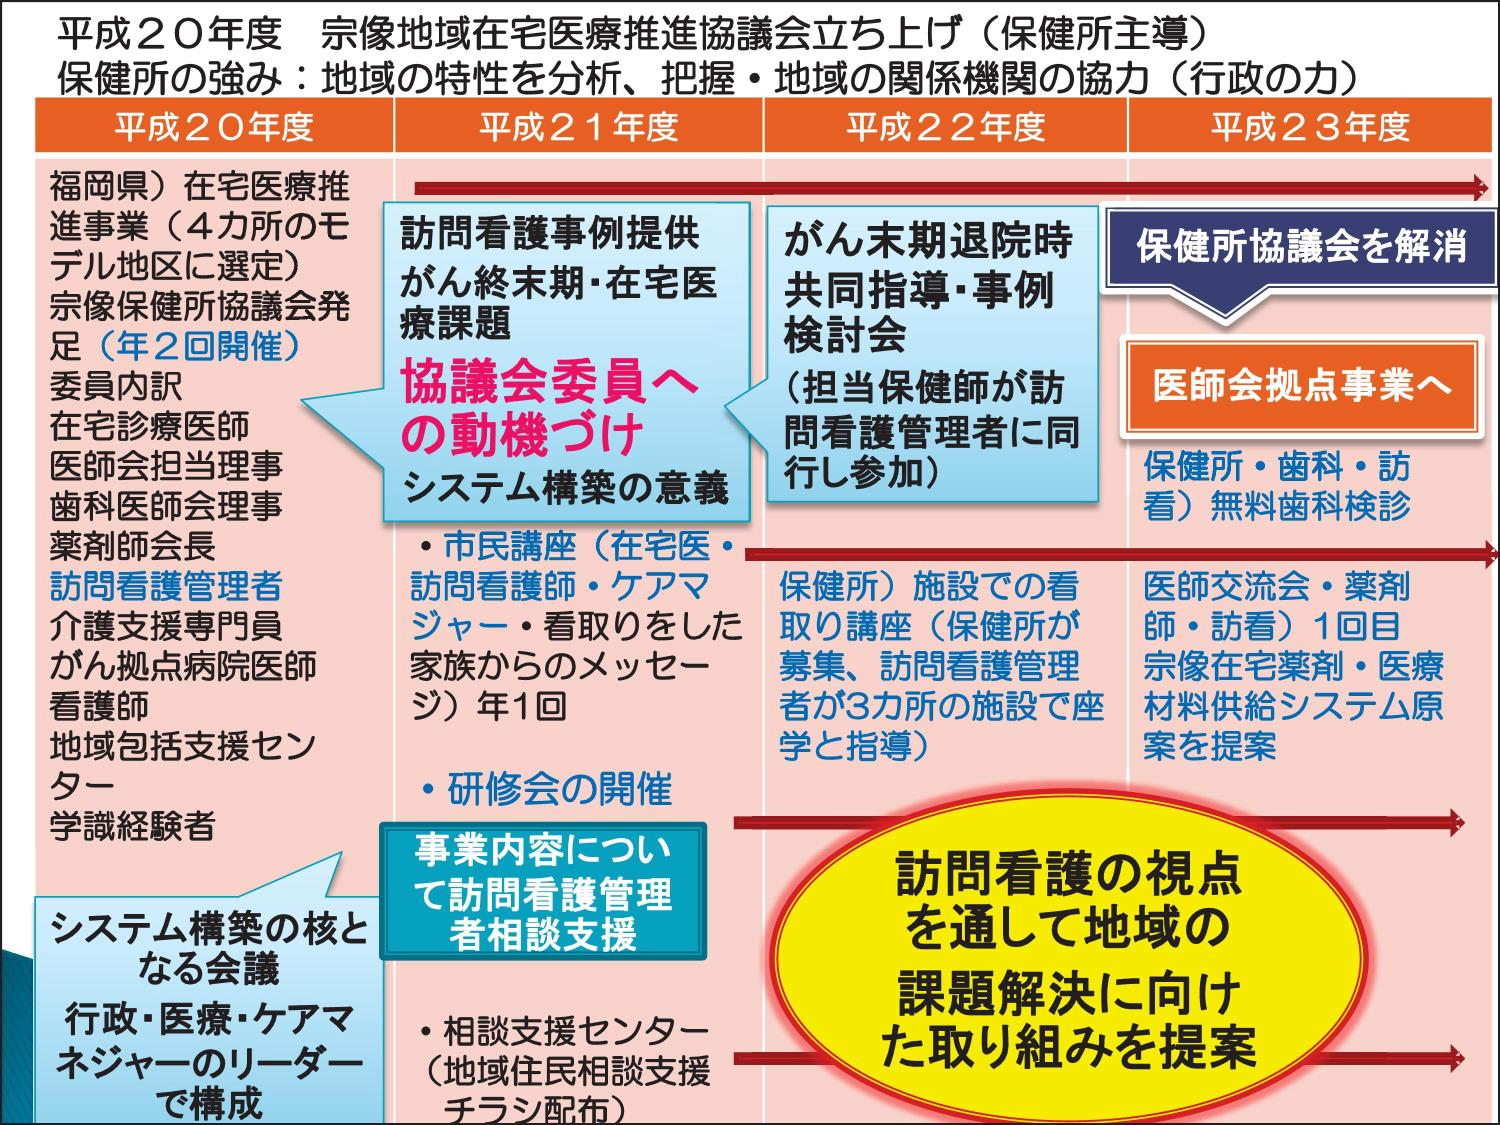 平成２０年度　宗像地域在宅医療推進協議会立ち上げ（保健所主導）
保健所の強み：地域の特性を分析、把握・地域の関係機関の協力（行政の力）
平成２０年度
平成２１年度
平成２２年度
平成２３年度
福岡県）在宅医療推
進事業（４カ所のモ
デル地区に選定）
宗像保健所協議会発
足（年２回開催）
委員内訳
在宅診療医師
医師会担当理事
歯科医師会理事
薬剤師会長
訪問看護管理者
介護支援専門員
がん拠点病院医師
看護師
地域包括支援セン
ター
学識経験者
システム構築の核と
なる会議
行政・医療・ケアマ
ネジャーのリーダー
で構成
訪問看護事例提供
がん終末期・在宅医
療課題
協議会委員へ
の動機づけ
システム構築の意義
・市民講座（在宅医・
訪問看護師・ケアマ
ジャー・看取りをした
家族からのメッセー
ジ）年１回
・研修会の開催
事業内容につい
て訪問看護管理
者相談支援
・相談支援センター
（地域住民相談支援
チラシ配布）
がん末期退院時
共同指導・事例
検討会
（担当保健師が訪
問看護管理者に同
行し参加）
保健所）施設での看
取り講座（保健所が
募集、訪問看護管理
者が3カ所の施設で座
学と指導）
保健所協議会を解消
医師会拠点事業へ
保健所・歯科・訪
看）無料歯科検診
医師交流会・薬剤
師・訪看）１回目
宗像在宅薬剤・医療
材料供給システム原
案を提案
訪問看護の視点
を通して地域の
課題解決に向け
た取り組みを提案